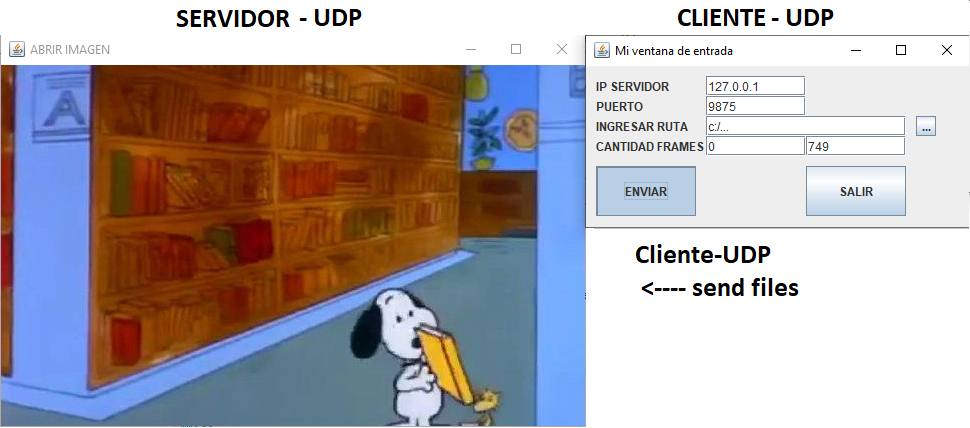 SERVIDOR - UDP
CLIENTE - UDP
ABRIR IMAGEN
Mi ventana de entrada
A
IP SERVIDOR 127.0.0.1
PUERTO 9875
INGRESAR RUTA c:/... ...
CANTIDAD FRAMES 0 749
ENVIAR SALIR
Cliente-UDP
<---- send files